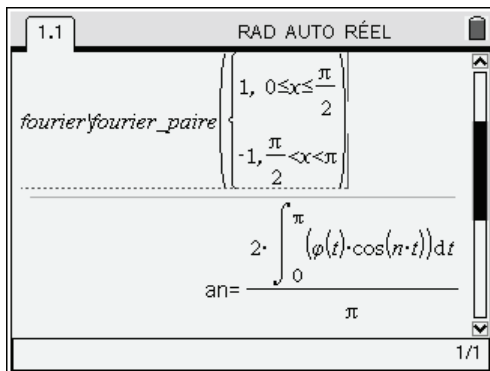 1.1 RAD AUTO RÉEL
fourier\fourier_paire({1, 0≤x≤π/2
-1, π/2<x<π)
an= 2·∫₀^π (φ(t)·cos(n·t))dt / π
1/1